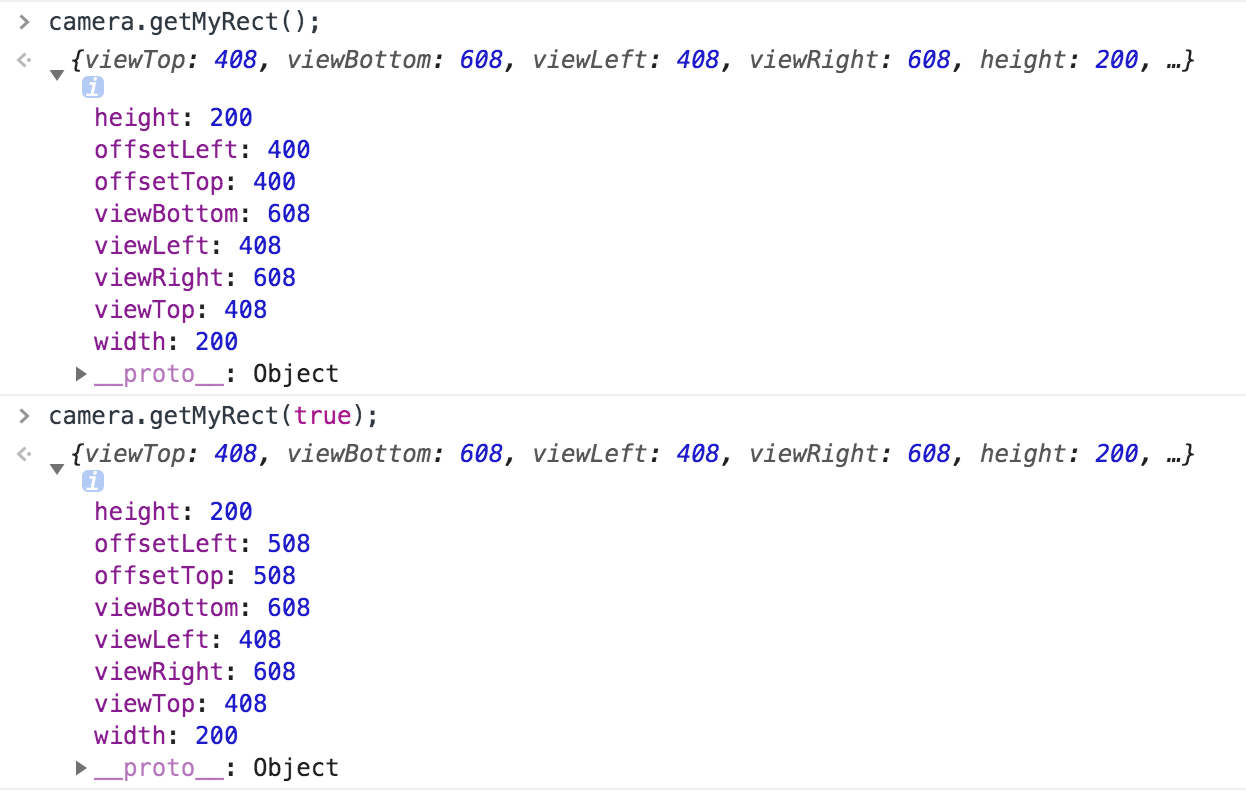 > camera.getMyRect();
{viewTop: 408, viewBottom: 608, viewLeft: 408, viewRight: 608, height: 200, …}
i
height: 200
offsetLeft: 400
offsetTop: 400
viewBottom: 608
viewLeft: 408
viewRight: 608
viewTop: 408
width: 200
__proto__: Object
> camera.getMyRect(true);
{viewTop: 408, viewBottom: 608, viewLeft: 408, viewRight: 608, height: 200, …}
i
height: 200
offsetLeft: 508
offsetTop: 508
viewBottom: 608
viewLeft: 408
viewRight: 608
viewTop: 408
width: 200
__proto__: Object